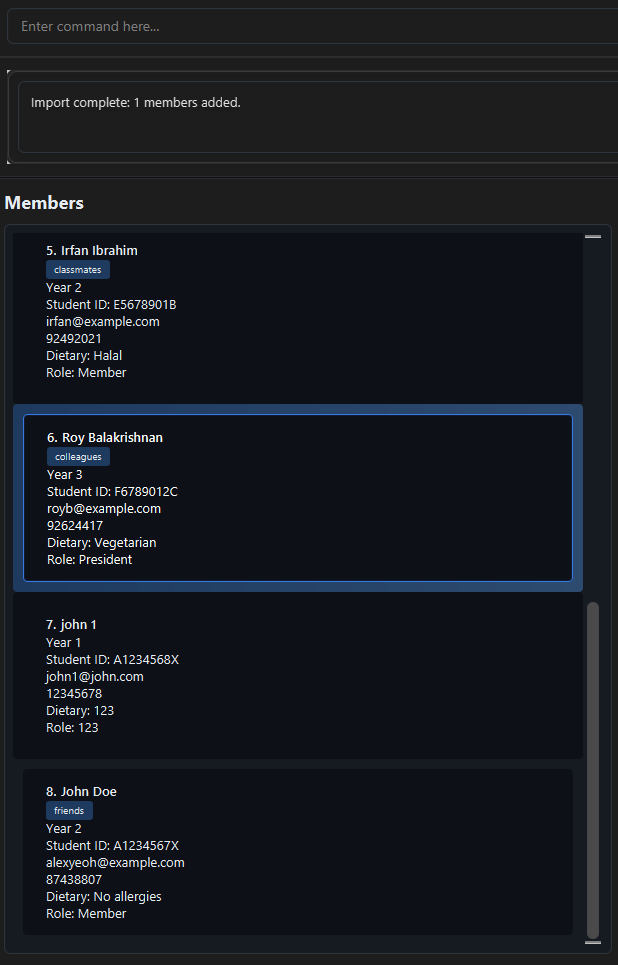 Enter command here...
Import complete: 1 members added.
Members
5. Irfan Ibrahim
classmates
Year 2
Student ID: E5678901B
irfan@example.com
92492021
Dietary: Halal
Role: Member
6. Roy Balakrishnan
colleagues
Year 3
Student ID: F6789012C
royb@example.com
92624417
Dietary: Vegetarian
Role: President
7. john 1
Year 1
Student ID: A1234568X
john1@john.com
12345678
Dietary: 123
Role: 123
8. John Doe
friends
Year 2
Student ID: A1234567X
alexyeoh@example.com
87438807
Dietary: No allergies
Role: Member